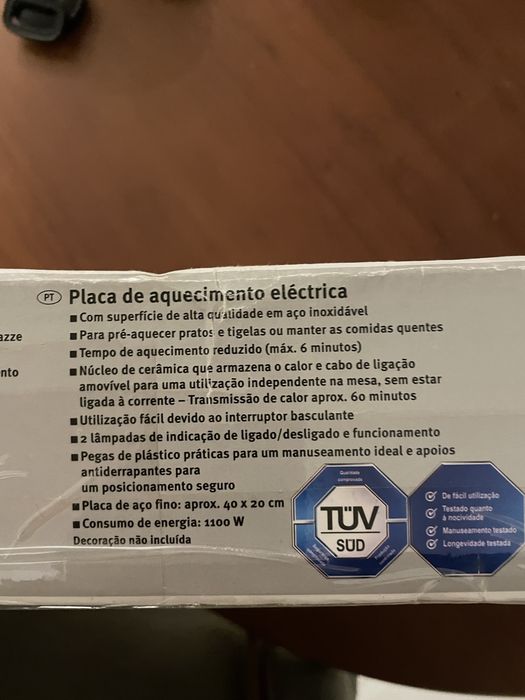 PT Placa de aquecimento eléctrica
■ Com superfície de alta qualidade em aço inoxidável
■ Para pré-aquecer pratos e tigelas ou manter as comidas quentes
■ Tempo de aquecimento reduzido (máx. 6 minutos)
■ Núcleo de cerâmica que armazena o calor e cabo de ligação
amovível para uma utilização independente na mesa, sem estar
ligada à corrente – Transmissão de calor aprox. 60 minutos
■ Utilização fácil devido ao interruptor basculante
■ 2 lâmpadas de indicação de ligado/desligado e funcionamento
■ Pegas de plástico práticas para um manuseamento ideal e apoios
antiderrapantes para
um posicionamento seguro
■ Placa de aço fino: aprox. 40 x 20 cm
■ Consumo de energia: 1100 W
Decoração não incluída
azze
nto
Qualidade
comprovada
TÜV
SÜD
De fácil utilização
Testado quanto
à nocividade
Manuseamento testado
Longevidade testada